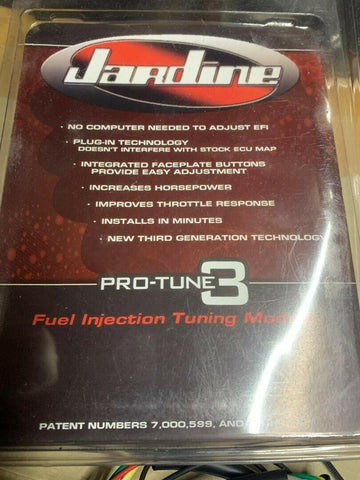 Jardine
· NO COMPUTER NEEDED TO ADJUST EFI
· PLUG-IN TECHNOLOGY
DOESN'T INTERFERE WITH STOCK ECU MAP
· INTEGRATED FACEPLATE BUTTONS
PROVIDE EASY ADJUSTMENT
· INCREASES HORSEPOWER
· IMPROVES THROTTLE RESPONSE
· INSTALLS IN MINUTES
· NEW THIRD GENERATION TECHNOLOGY
PRO-TUNE 3
Fuel Injection Tuning
PATENT NUMBERS 7,000,599, AND